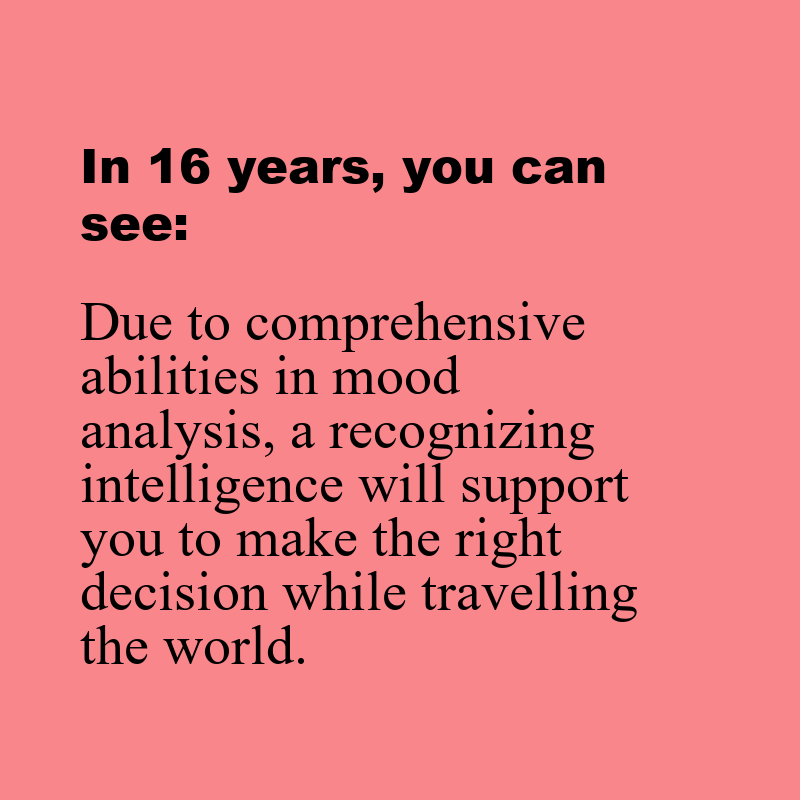 In 16 years, you can
see:
Due to comprehensive
abilities in mood
analysis, a recognizing
intelligence will support
you to make the right
decision while travelling
the world.